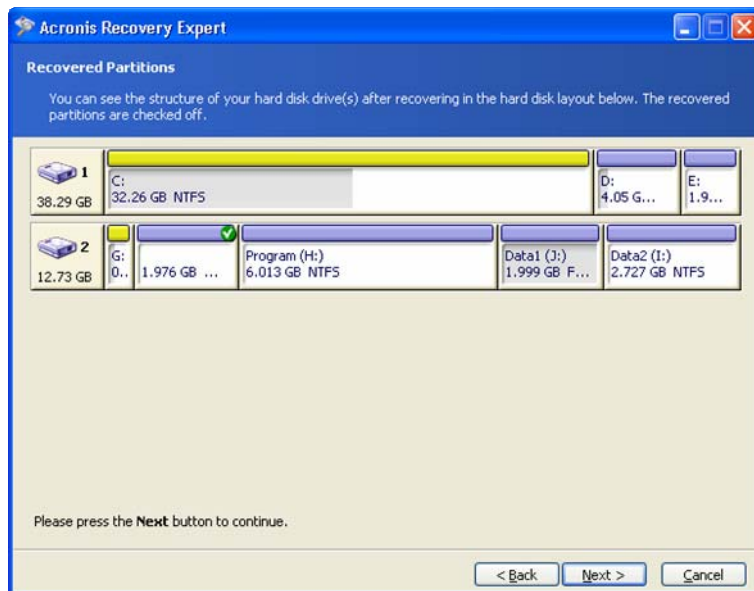 Acronis Recovery Expert
Recovered Partitions
You can see the structure of your hard disk drive(s) after recovering in the hard disk layout below. The recovered
partitions are checked off.
1
38.29 GB
C:
32.26 GB NTFS
D:
4.05 G...
E:
1.9...
2
12.73 GB
G:
0..
1.976 GB ...
Program (H:)
6.013 GB NTFS
Data1 (J:)
1.999 GB F...
Data2 (I:)
2.727 GB NTFS
Please press the Next button to continue.
< Back
Next >
Cancel